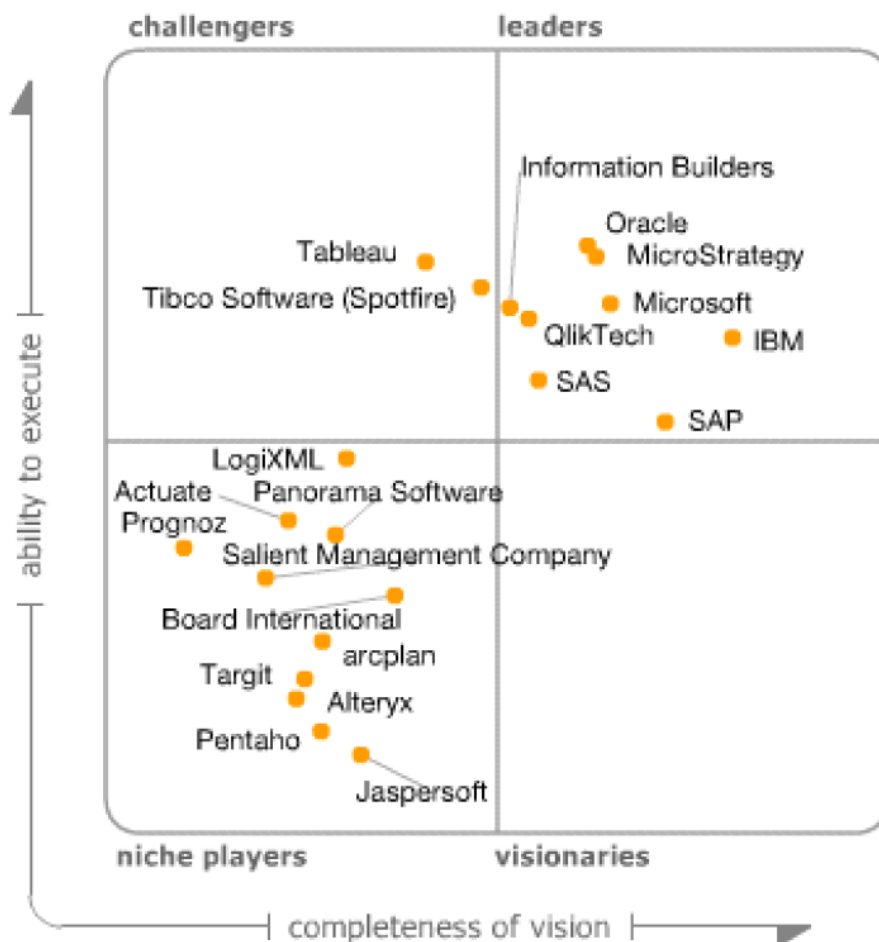 challengers
leaders
Information Builders
Oracle
Tableau
MicroStrategy
Tibco Software (Spotfire)
Microsoft
QlikTech
IBM
SAS
SAP
ability to execute
LogiXML
Actuate
Panorama Software
Prognoz
Salient Management Company
Board International
arcplan
Targit
Alteryx
Pentaho
Jaspersoft
niche players
visionaries
completeness of vision